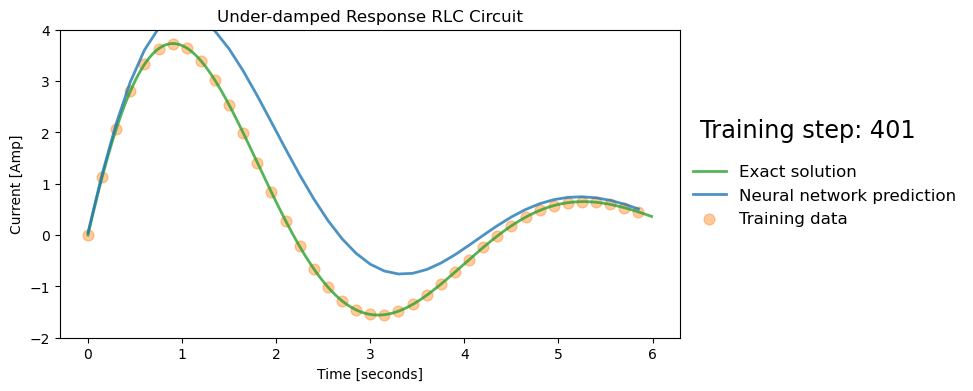 Under-damped Response RLC Circuit
4
3
2
1
0
−1
−2
Current [Amp]
0 1 2 3 4 5 6
Time [seconds]
Training step: 401
Exact solution
Neural network prediction
Training data